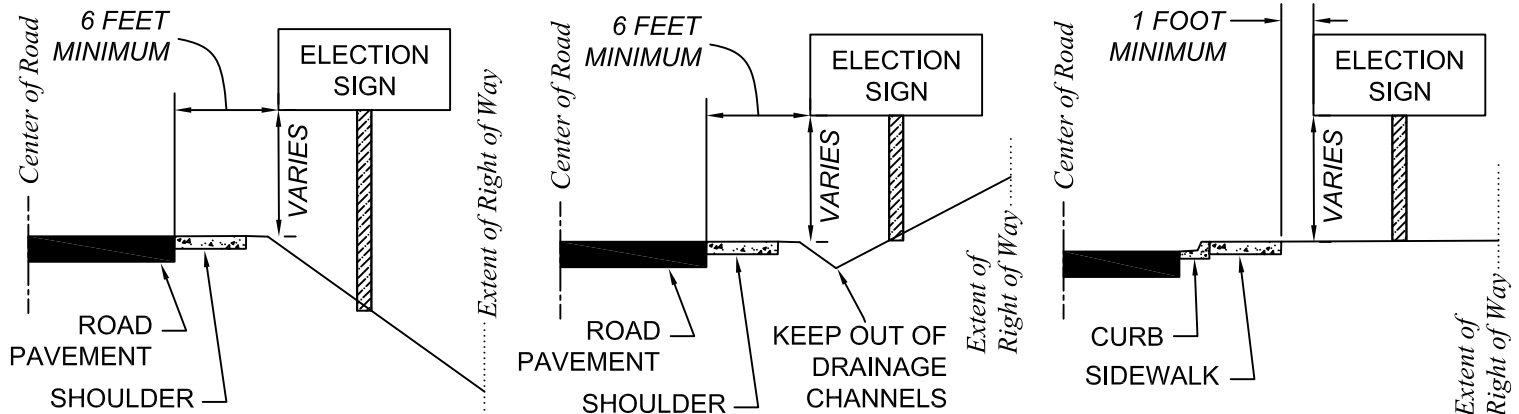 6 FEET
MINIMUM
ELECTION
SIGN
Center of Road
VARIES
Extent of Right of Way
ROAD
PAVEMENT
SHOULDER
6 FEET
MINIMUM
ELECTION
SIGN
Center of Road
VARIES
Extent of
Right of Way
ROAD
PAVEMENT
SHOULDER
KEEP OUT OF
DRAINAGE
CHANNELS
1 FOOT
MINIMUM
ELECTION
SIGN
Center of Road
VARIES
Extent of
Right of Way
CURB
SIDEWALK